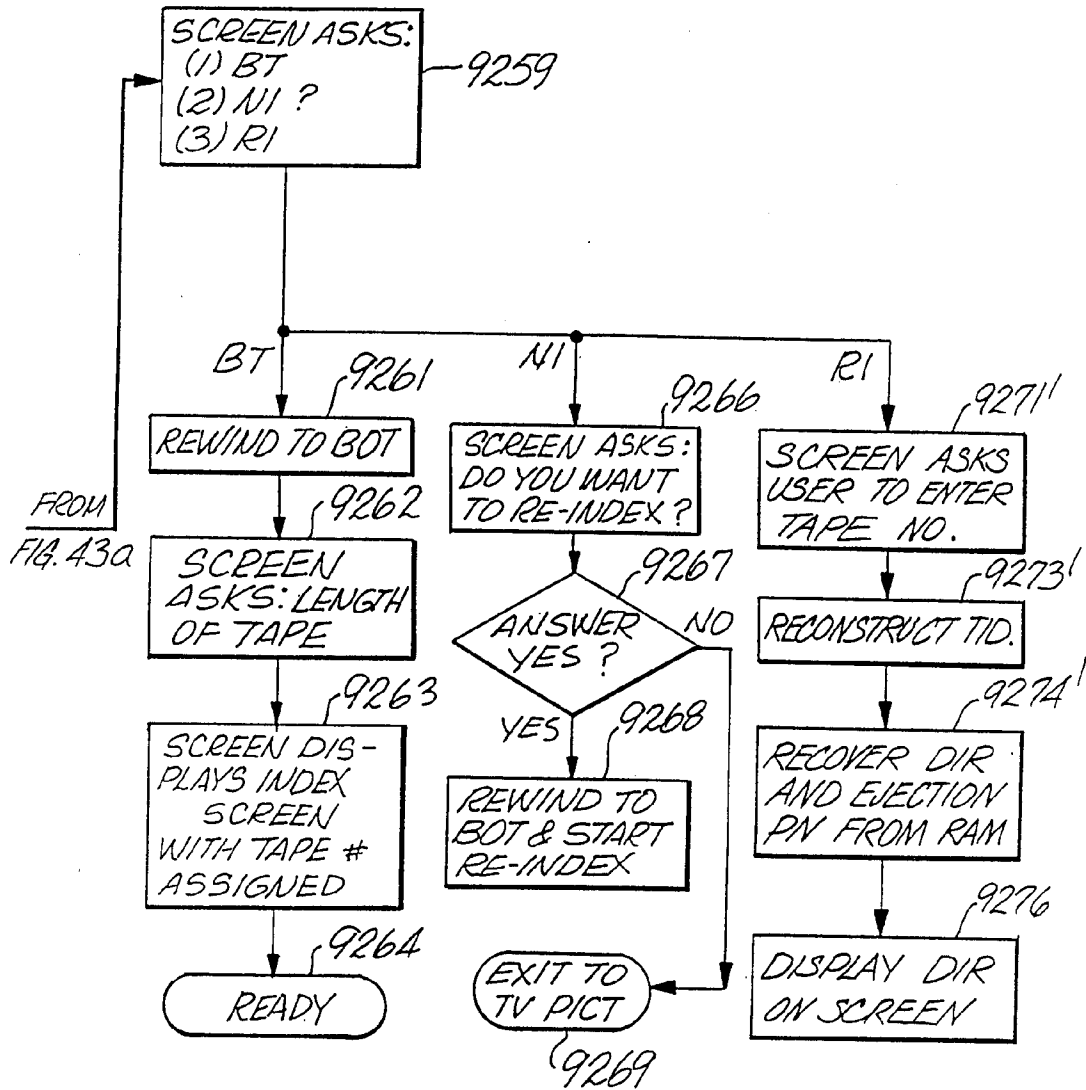 SCREEN ASKS:
(1) BT
(2) NI ?
(3) RI
9259
FROM
FIG. 43a
BT
9261
REWIND TO BOT
9262
SCREEN
ASKS: LENGTH
OF TAPE
9263
SCREEN DIS-
PLAYS INDEX
SCREEN
WITH TAPE #
ASSIGNED
9264
READY
NI
9266
SCREEN ASKS:
DO YOU WANT
TO RE-INDEX?
9267
ANSWER
YES?
NO
YES
9268
REWIND TO
BOT & START
RE-INDEX
EXIT TO
TV PICT
9269
RI
9271'
SCREEN ASKS
USER TO ENTER
TAPE NO.
9273'
RECONSTRUCT TID.
9274'
RECOVER DIR
AND EJECTION
PN FROM RAM
9276
DISPLAY DIR
ON SCREEN